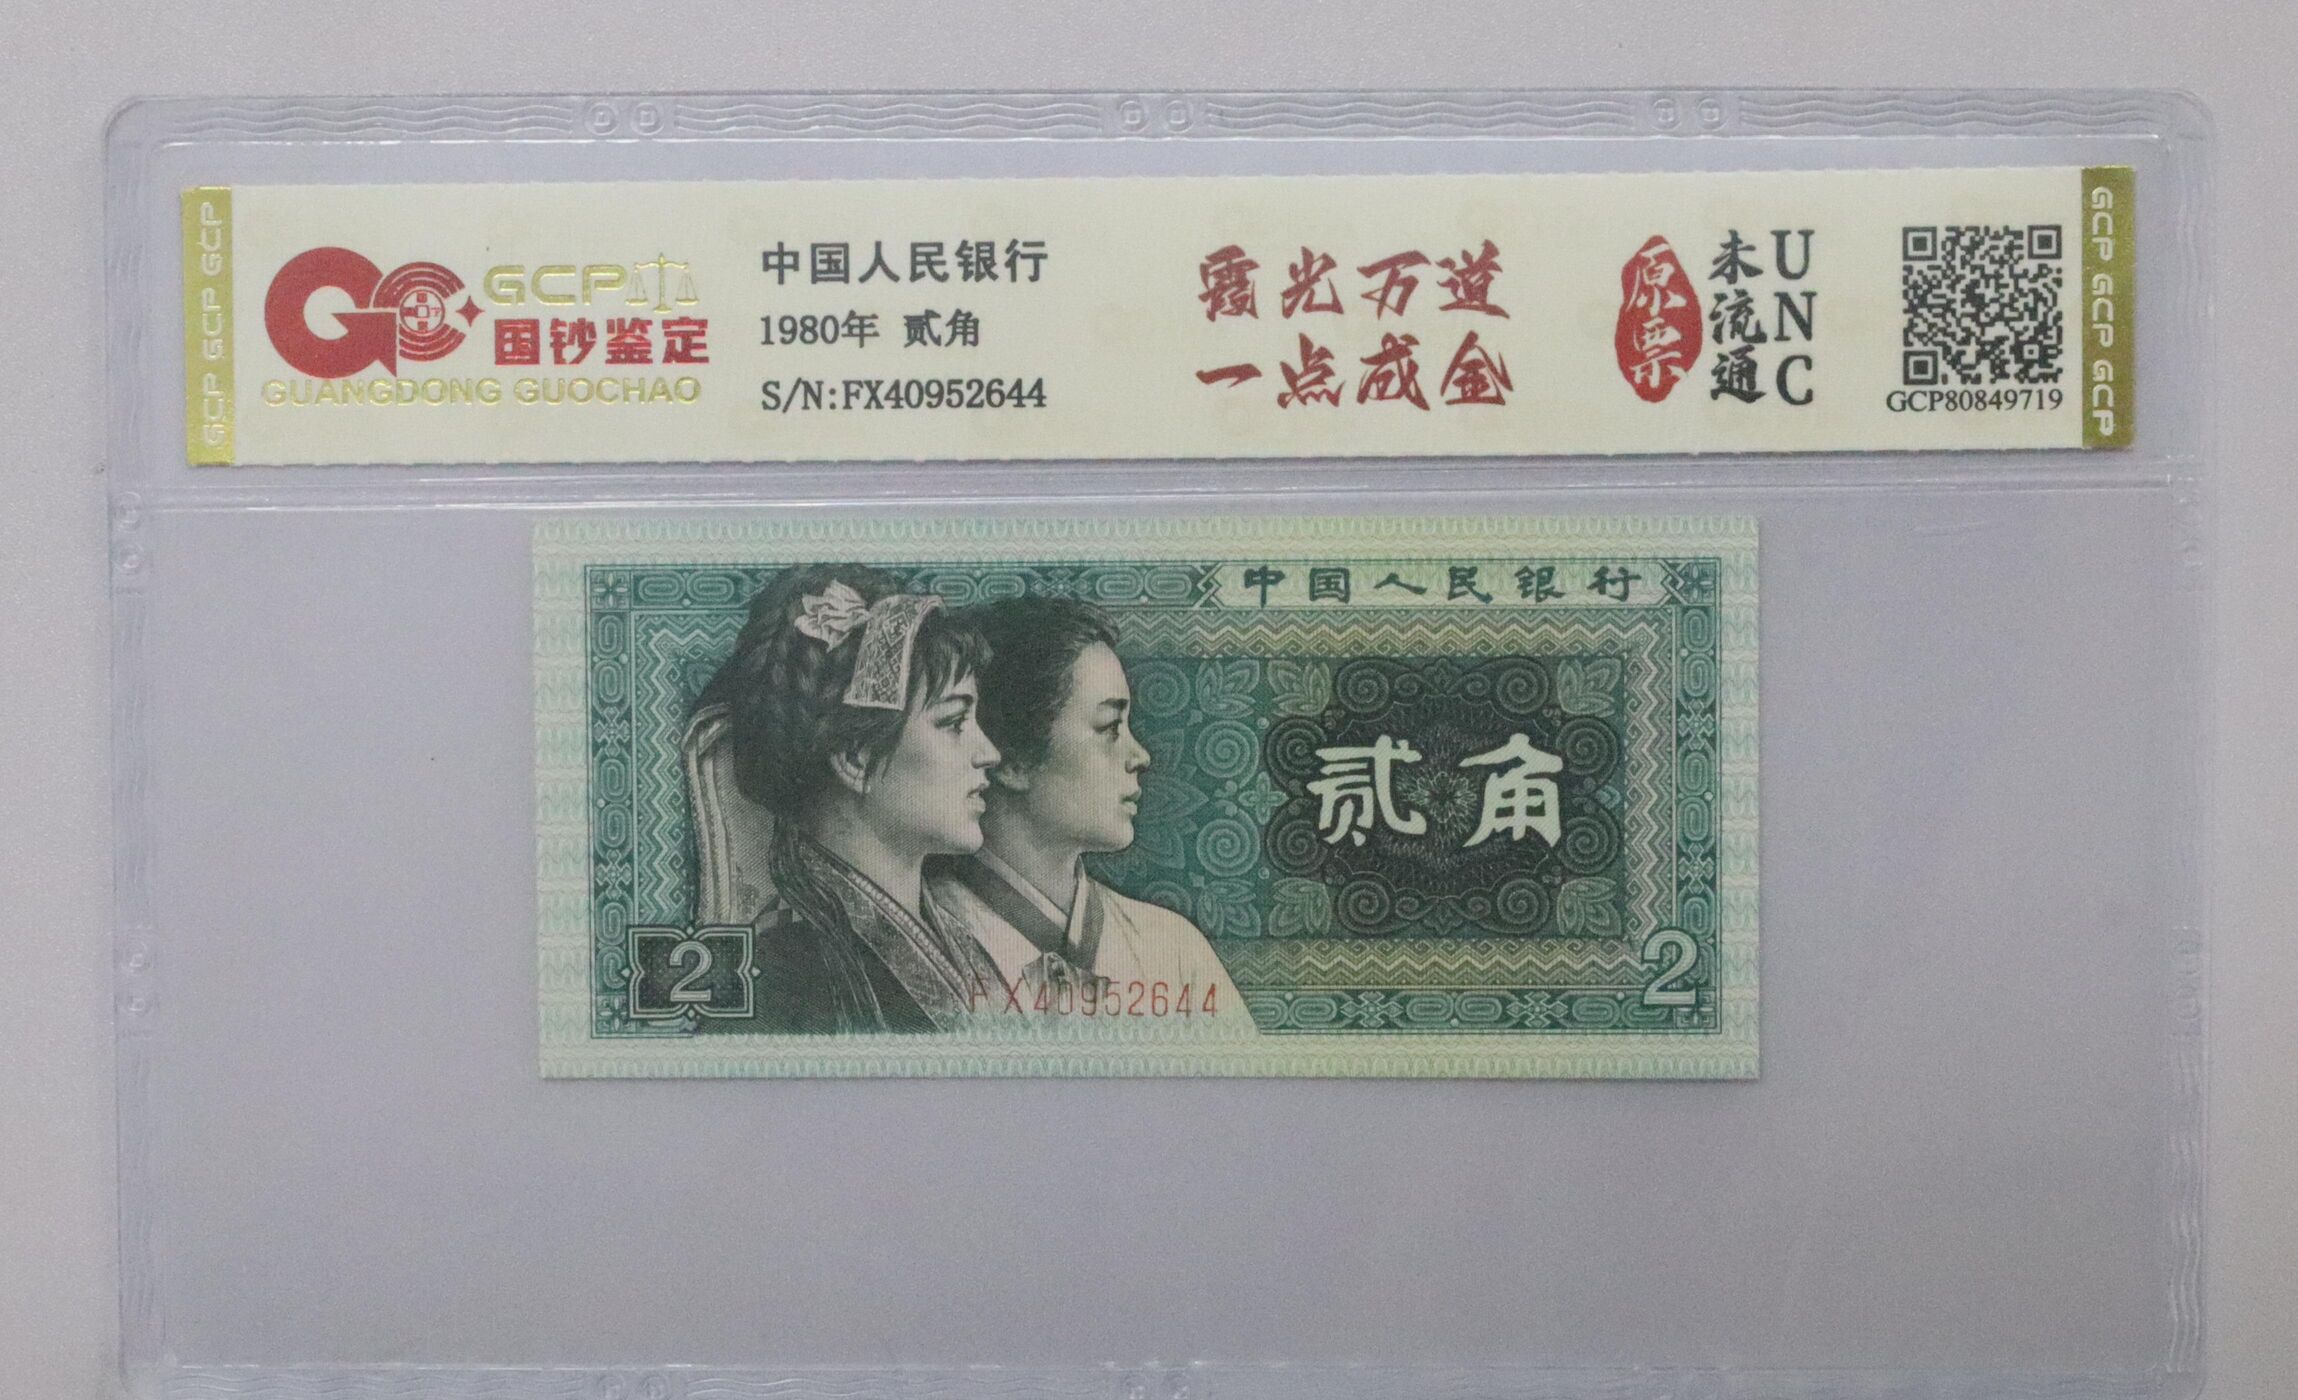 GCP GCP GCP
GCP
国钞鉴定
GUANGDONG GUOCHAO
中国人民银行
1980年 贰角
S/N:FX40952644
霞光万道
一点成金
原票
未流通
UNC
GCP80849719
GCP GCP GCP
中国人民银行
贰角
2
FX40952644
2